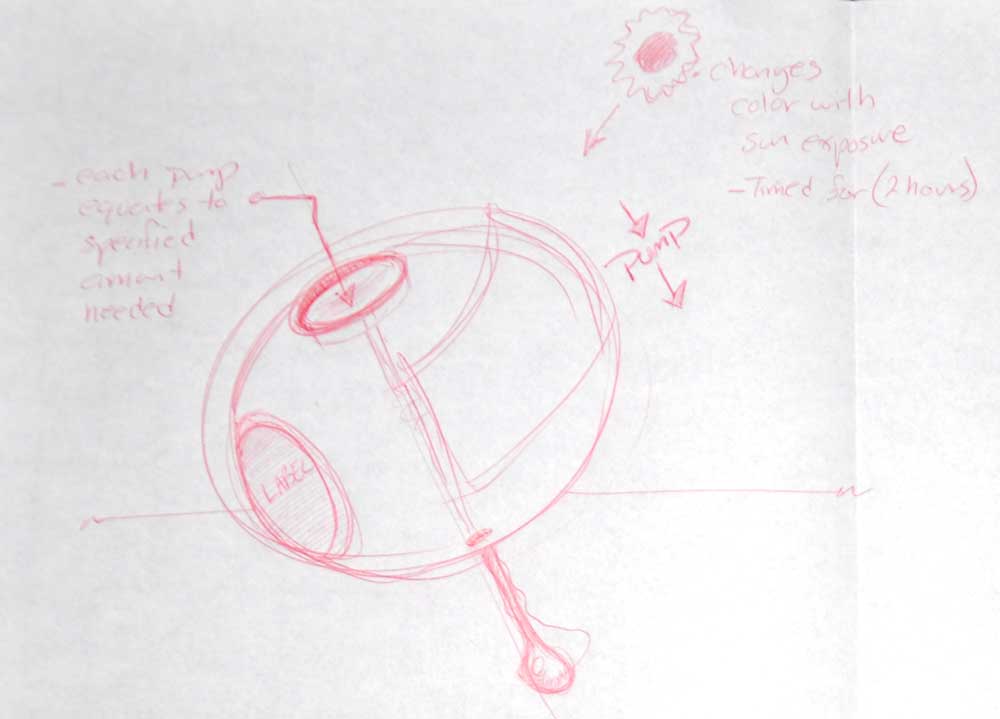 - changes
color with
sun exposure
- Timed for (2 hours)
- each pump
equates to
specified
amount
needed
PUMP
LABEL